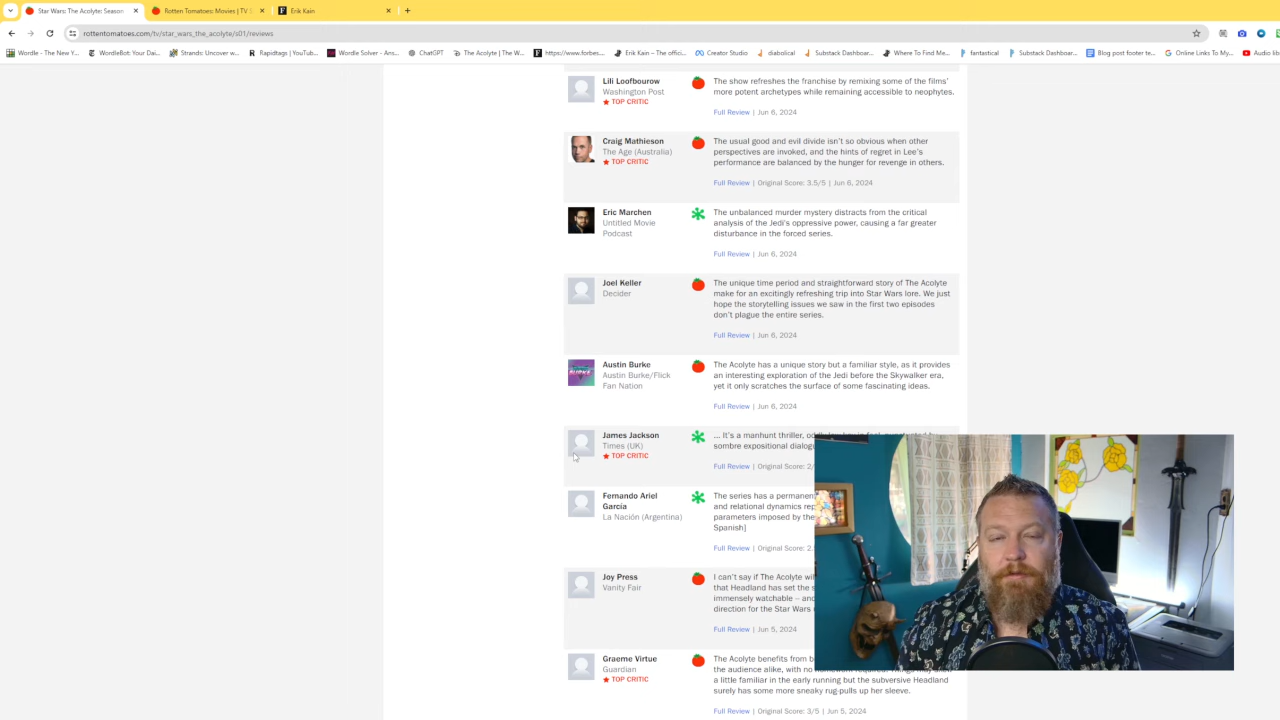 Star Wars: The Acolyte: Season
Rotten Tomatoes: Movies | TV S
Erik Kain
rottentomatoes.com/tv/star_wars_the_acolyte/s01/reviews
Wordle - The New Y...
WordleBot: Your Dai...
Strands: Uncover w...
Rapidtags | YouTub...
Wordle Solver - Ans...
ChatGPT
The Acolyte | The W...
https://www.forbes...
Erik Kain – The offici...
Creator Studio
diabolical
Substack Dashboar...
Where To Find Me...
fantastical
Substack Dashboar...
Blog post footer te...
Online Links To My...
Audio lib
Lili Loofbourow
Washington Post
★ TOP CRITIC
The show refreshes the franchise by remixing some of the films'
more potent archetypes while remaining accessible to neophytes.
Full Review | Jun 6, 2024
Craig Mathieson
The Age (Australia)
★ TOP CRITIC
The usual good and evil divide isn't so obvious when other
perspectives are invoked, and the hints of regret in Lee's
performance are balanced by the hunger for revenge in others.
Full Review | Original Score: 3.5/5 | Jun 6, 2024
Eric Marchen
Untitled Movie
Podcast
The unbalanced murder mystery distracts from the critical
analysis of the Jedi's oppressive power, causing a far greater
disturbance in the forced series.
Full Review | Jun 6, 2024
Joel Keller
Decider
The unique time period and straightforward story of The Acolyte
make for an excitingly refreshing trip into Star Wars lore. We just
hope the storytelling issues we saw in the first two episodes
don't plague the entire series.
Full Review | Jun 6, 2024
Austin Burke
Austin Burke/Flick
Fan Nation
The Acolyte has a unique story but a familiar style, as it provides
an interesting exploration of the Jedi before the Skywalker era,
yet it only scratches the surface of some fascinating ideas.
Full Review | Jun 6, 2024
James Jackson
Times (UK)
★ TOP CRITIC
... It's a manhunt thriller,
sombre expositional dialog
Full Review | Original Score: 2/
Fernando Ariel
García
La Nación (Argentina)
The series has a permanen
and relational dynamics rep
parameters imposed by the
Spanish]
Full Review | Original Score: 2.
Joy Press
Vanity Fair
I can't say if The Acolyte wi
that Headland has set the s
immensely watchable -- and
direction for the Star Wars
Full Review | Jun 5, 2024
Graeme Virtue
Guardian
★ TOP CRITIC
The Acolyte benefits from b
the audience alike, with no
a little familiar in the early running but the subversive Headland
surely has some more sneaky rug-pulls up her sleeve.
Full Review | Original Score: 3/5 | Jun 5, 2024